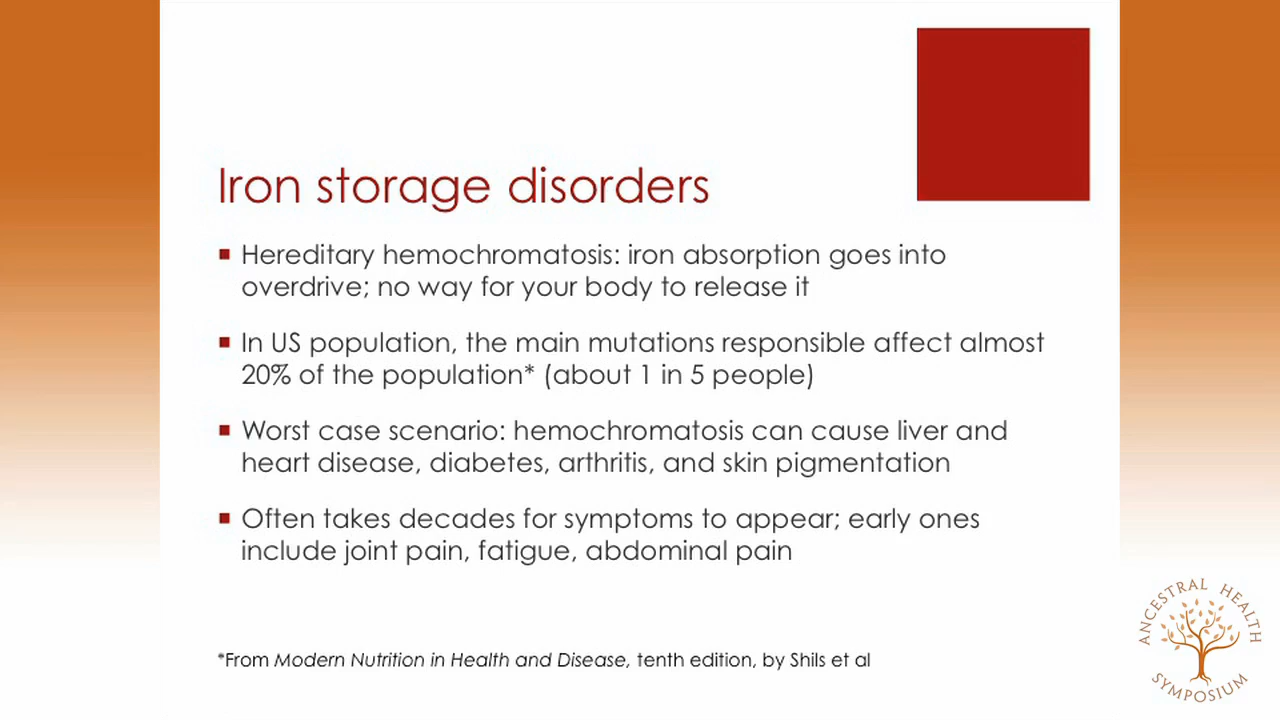 Iron storage disorders
▪ Hereditary hemochromatosis: iron absorption goes into
overdrive; no way for your body to release it
▪ In US population, the main mutations responsible affect almost
20% of the population* (about 1 in 5 people)
▪ Worst case scenario: hemochromatosis can cause liver and
heart disease, diabetes, arthritis, and skin pigmentation
▪ Often takes decades for symptoms to appear; early ones
include joint pain, fatigue, abdominal pain
*From Modern Nutrition in Health and Disease, tenth edition, by Shils et al
ANCESTRAL HEALTH
SYMPOSIUM